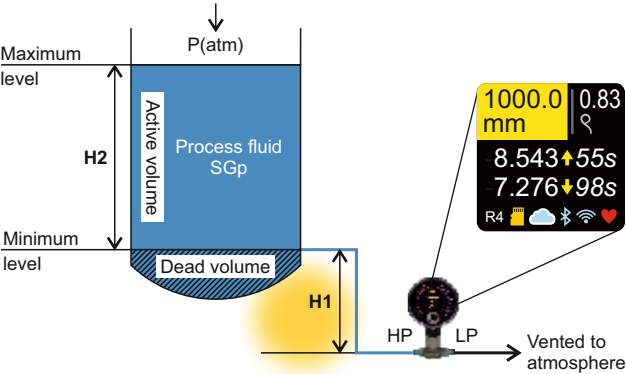 P(atm)
Maximum
level
H2
Active volume
Process fluid
SGp
Minimum
level
Dead volume
H1
HP
LP
Vented to
atmosphere
1000.0
mm
0.83
8.543 55s
-7.276 98s
R4